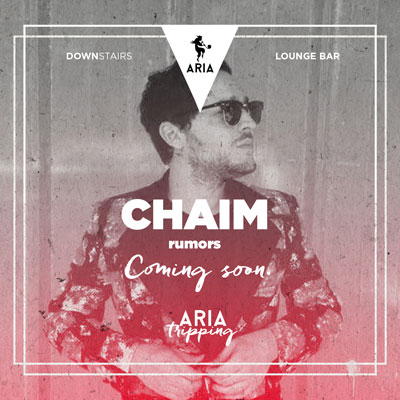 DOWNSTAIRS
LOUNGE BAR
ARIA
CHAIM
rumors
Coming soon.
ARIA
tripping